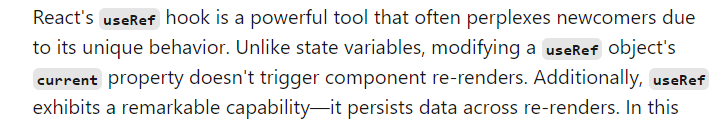 React's useRef hook is a powerful tool that often perplexes newcomers due
to its unique behavior. Unlike state variables, modifying a useRef object's
current property doesn't trigger component re-renders. Additionally, useRef
exhibits a remarkable capability—it persists data across re-renders. In this